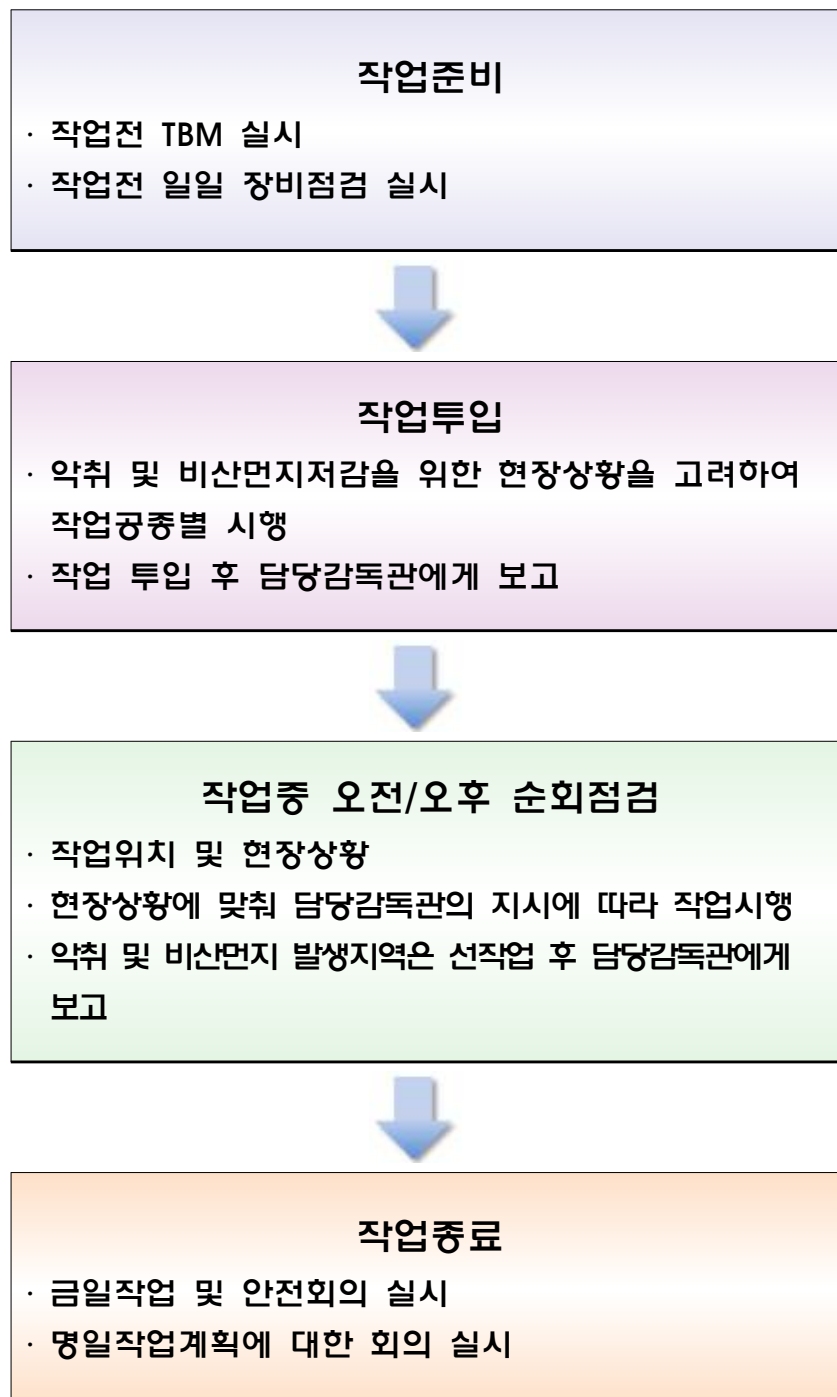 작업준비
· 작업전 TBM 실시
· 작업전 일일 장비점검 실시
작업투입
· 악취 및 비산먼지저감을 위한 현장상황을 고려하여
작업공종별 시행
· 작업 투입 후 담당감독관에게 보고
작업중 오전/오후 순회점검
· 작업위치 및 현장상황
· 현장상황에 맞춰 담당감독관의 지시에 따라 작업시행
· 악취 및 비산먼지 발생지역은 선작업 후 담당감독관에게
보고
작업종료
· 금일작업 및 안전회의 실시
· 명일작업계획에 대한 회의 실시